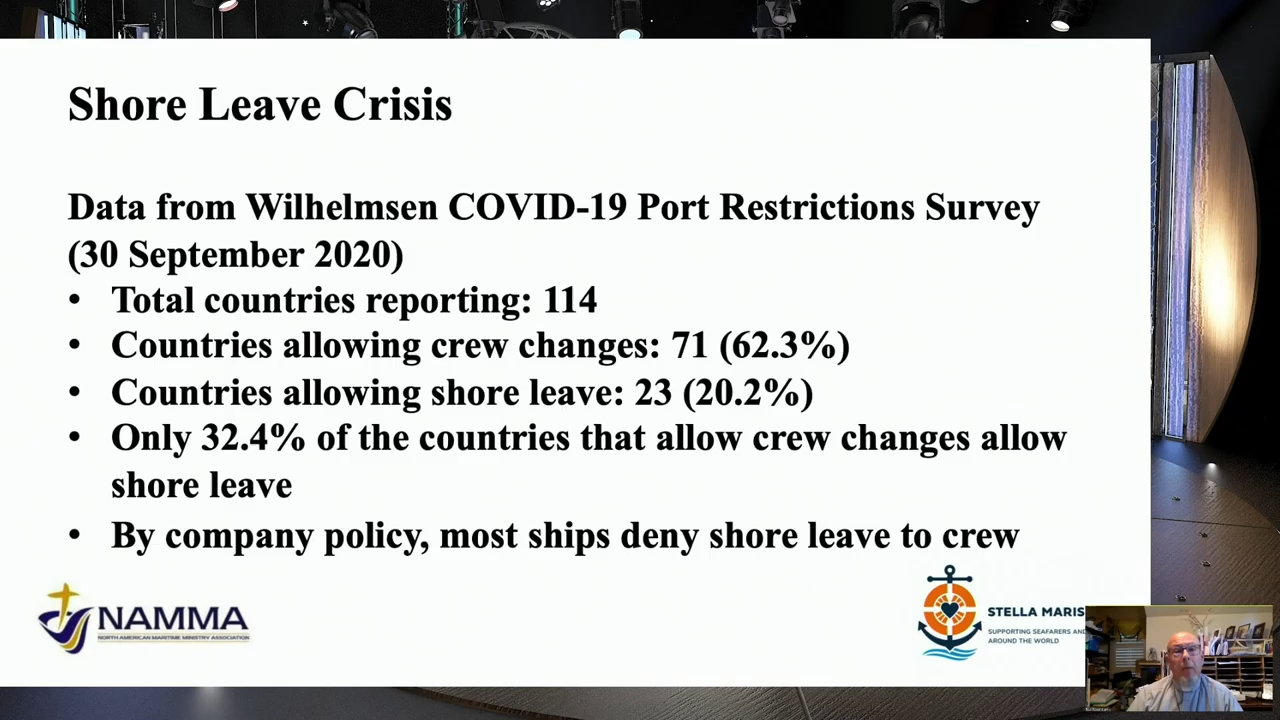 Shore Leave Crisis
Data from Wilhelmsen COVID-19 Port Restrictions Survey
(30 September 2020)
• Total countries reporting: 114
• Countries allowing crew changes: 71 (62.3%)
• Countries allowing shore leave: 23 (20.2%)
• Only 32.4% of the countries that allow crew changes allow
shore leave
• By company policy, most ships deny shore leave to crew
NAMMA
NORTH AMERICAN MARITIME MINISTRY ASSOCIATION
STELLA MARIS
SUPPORTING SEAFARERS AND
AROUND THE WORLD